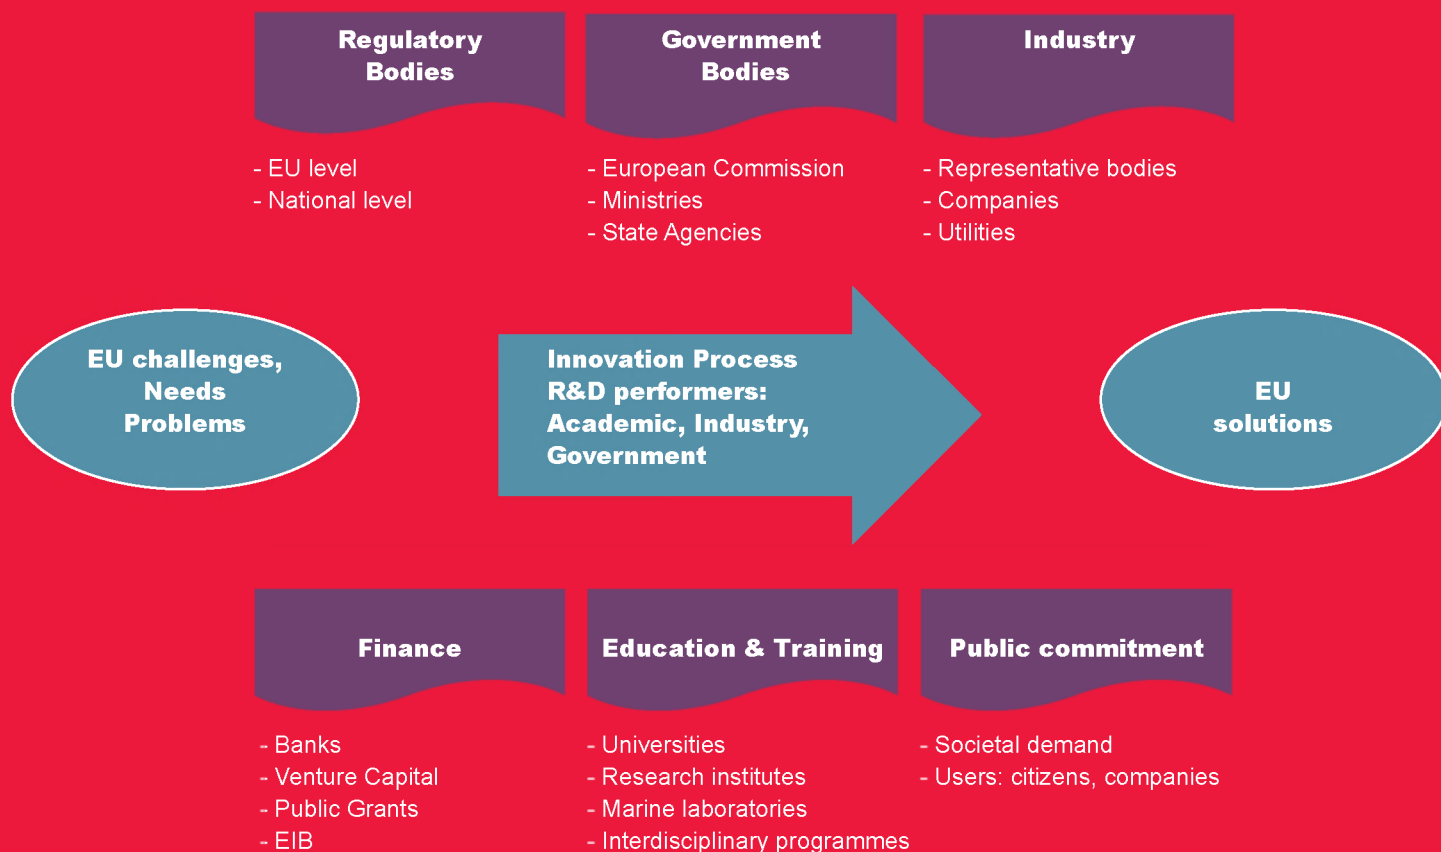 Regulatory
Bodies
- EU level
- National level
Government
Bodies
- European Commission
- Ministries
- State Agencies
Industry
- Representative bodies
- Companies
- Utilities
EU challenges,
Needs
Problems
Innovation Process
R&D performers:
Academic, Industry,
Government
EU
solutions
Finance
- Banks
- Venture Capital
- Public Grants
- EIB
Education & Training
- Universities
- Research institutes
- Marine laboratories
- Interdisciplinary programmes
Public commitment
- Societal demand
- Users: citizens, companies